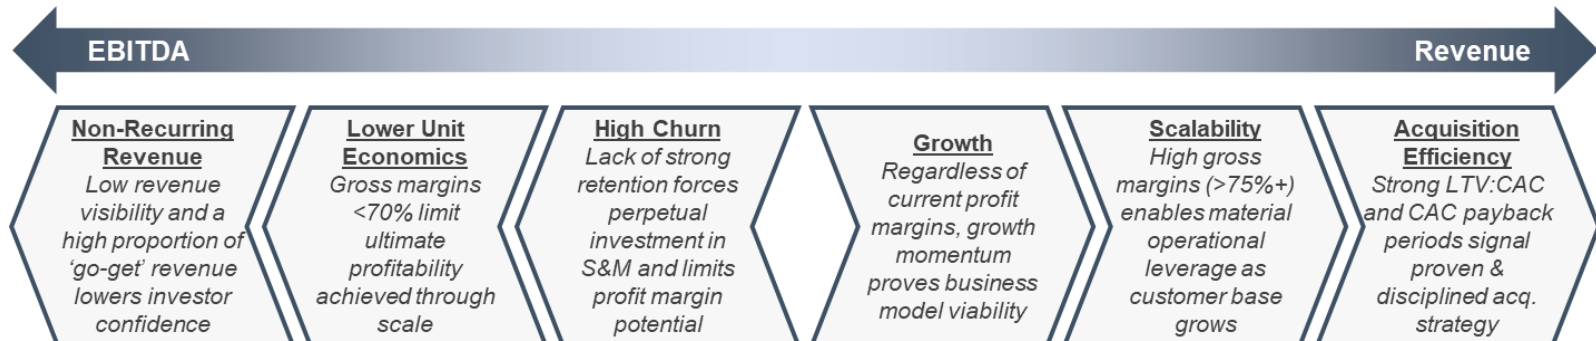 EBITDA
Revenue
Non-Recurring
Revenue
Low revenue
visibility and a
high proportion of
‘go-get’ revenue
lowers investor
confidence
Lower Unit
Economics
Gross margins
<70% limit
ultimate
profitability
achieved through
scale
High Churn
Lack of strong
retention forces
perpetual
investment in
S&M and limits
profit margin
potential
Growth
Regardless of
current profit
margins, growth
momentum
proves business
model viability
Scalability
High gross
margins (>75%+)
enables material
operational
leverage as
customer base
grows
Acquisition
Efficiency
Strong LTV:CAC
and CAC payback
periods signal
proven &
disciplined acq.
strategy